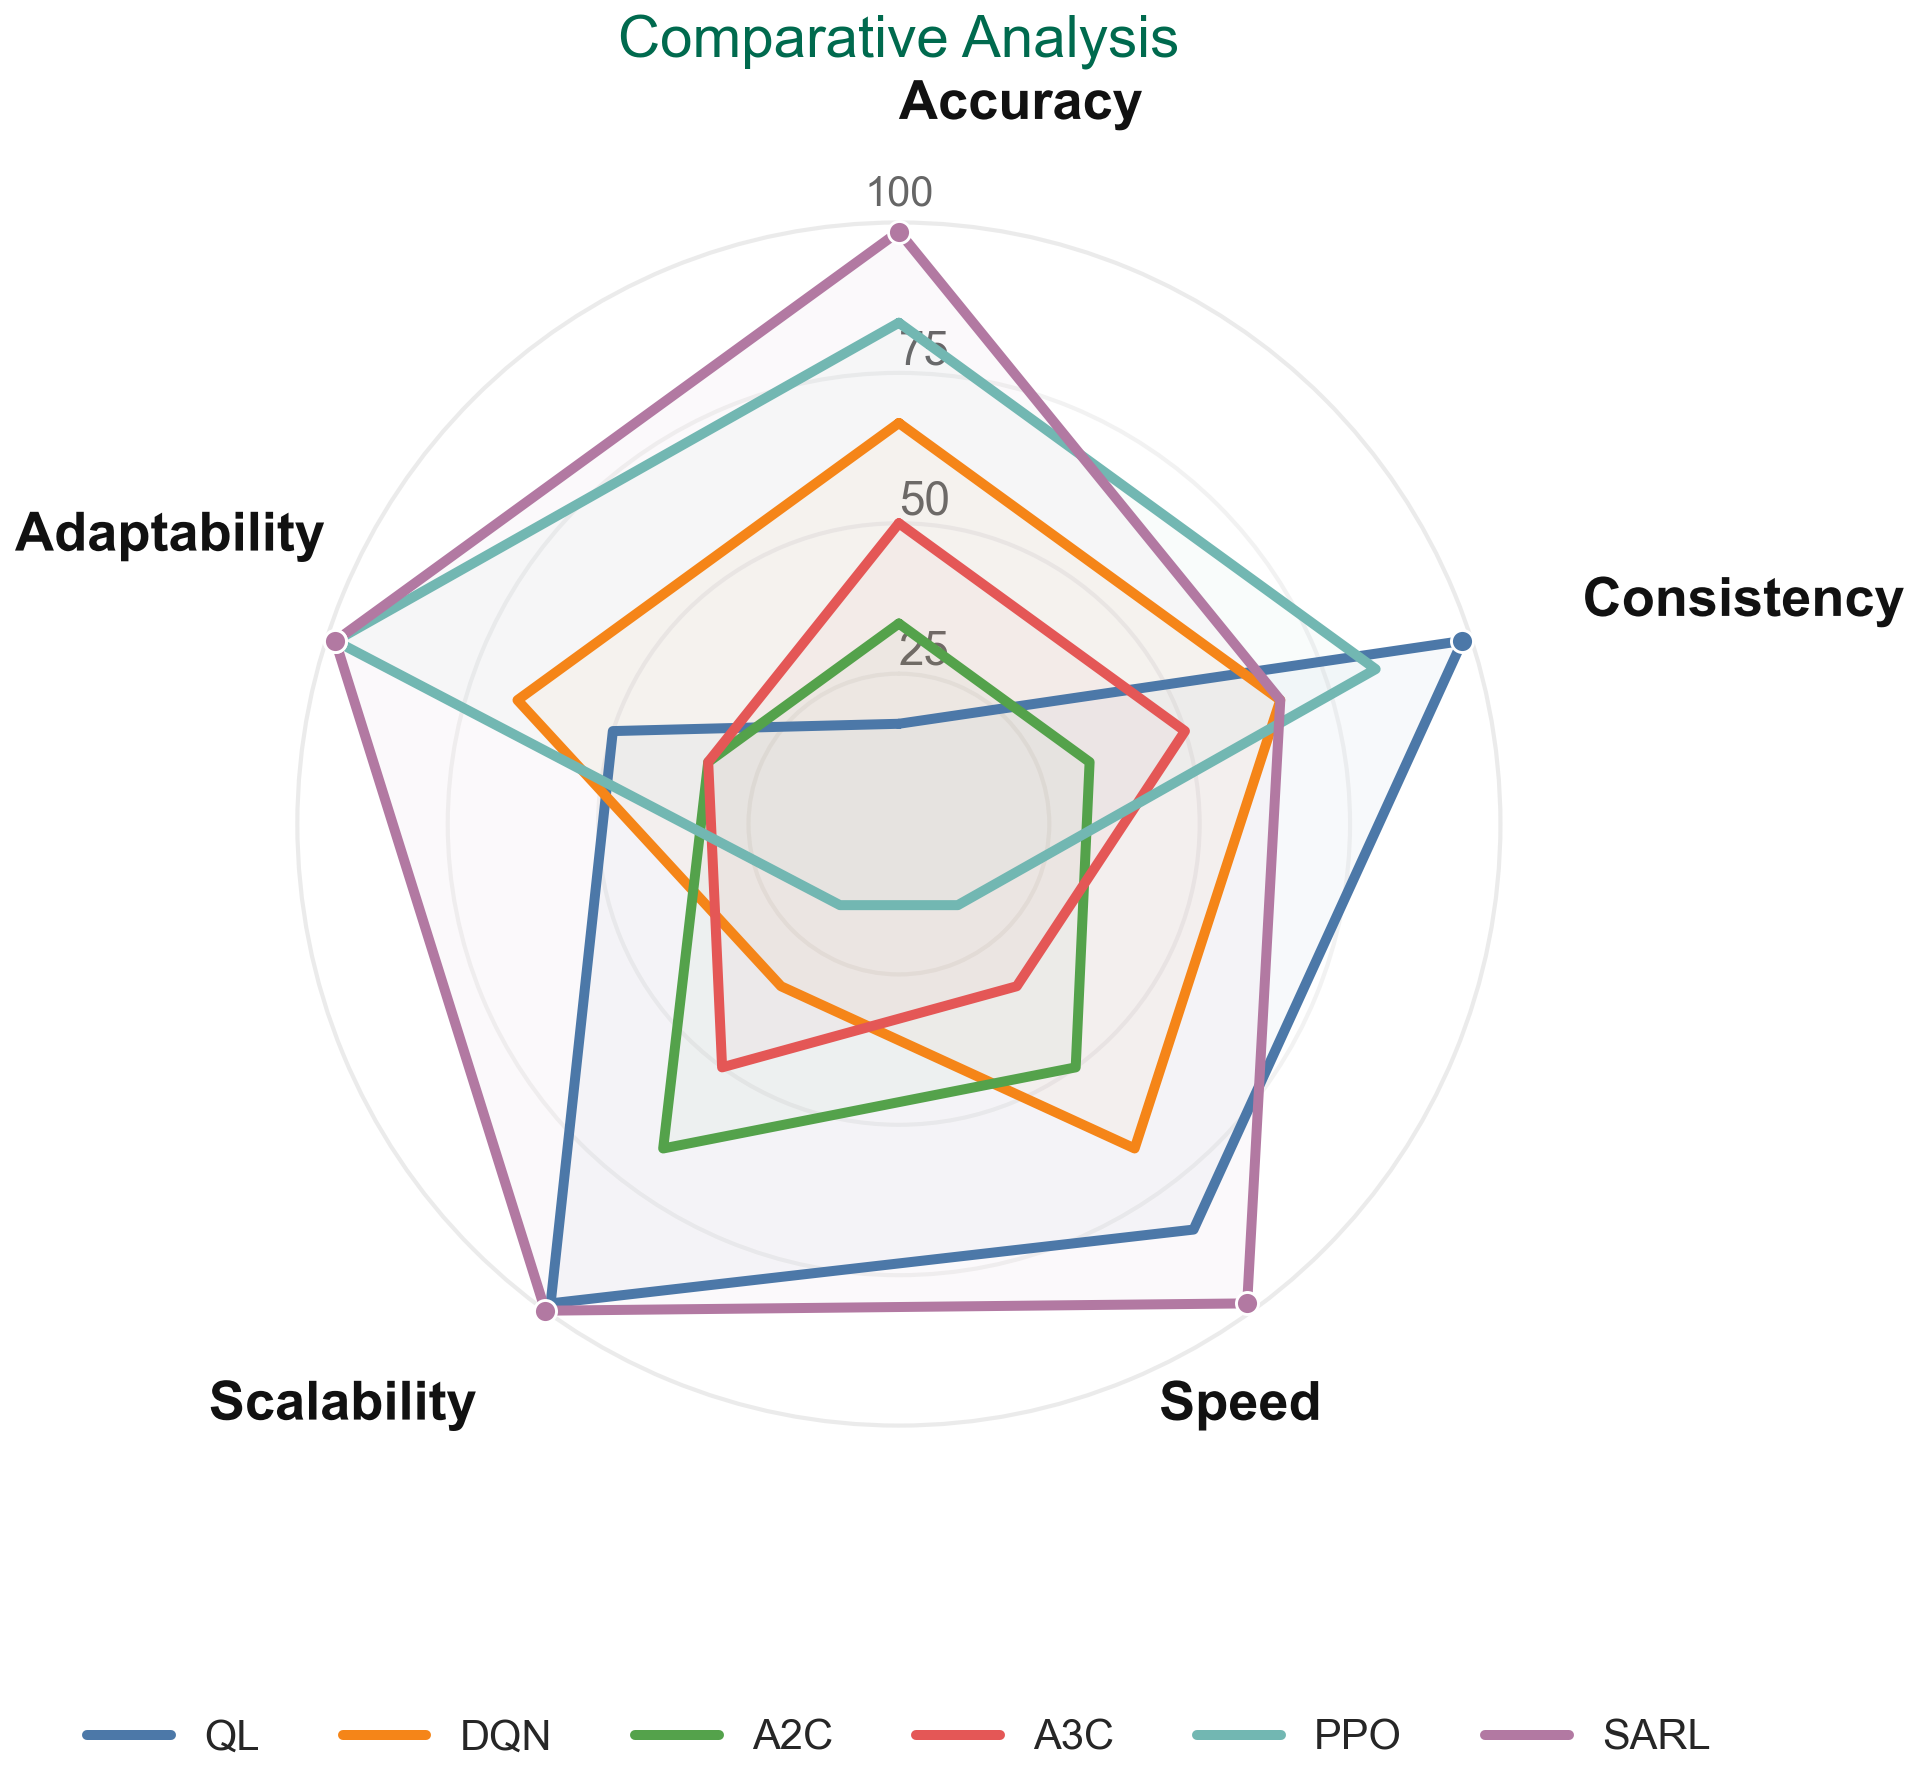 Comparative Analysis
Accuracy
100
75
50
25
Adaptability
Consistency
Scalability
Speed
QL DQN A2C A3C PPO SARL